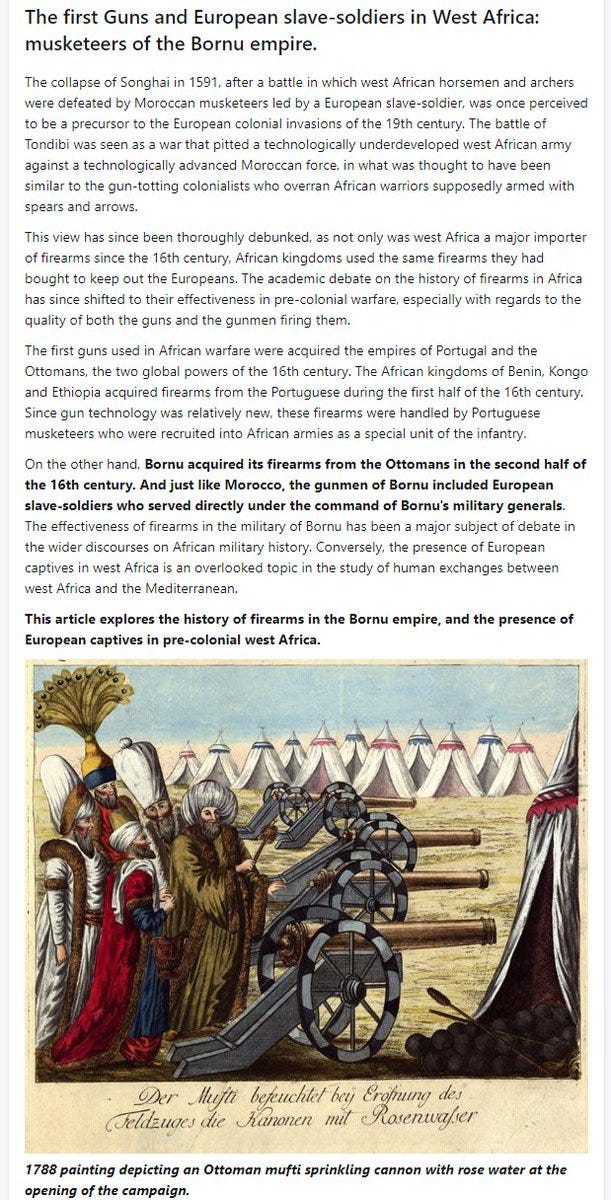 The first Guns and European slave-soldiers in West Africa:
musketeers of the Bornu empire.
The collapse of Songhai in 1591, after a battle in which west African horsemen and archers
were defeated by Moroccan musketeers led by a European slave-soldier, was once perceived
to be a precursor to the European colonial invasions of the 19th century. The battle of
Tondibi was seen as a war that pitted a technologically underdeveloped west African army
against a technologically advanced Moroccan force, in what was thought to have been
similar to the gun-totting colonialists who overran African warriors supposedly armed with
spears and arrows.
This view has since been thoroughly debunked, as not only was west Africa a major importer
of firearms since the 16th century, African kingdoms used the same firearms they had
bought to keep out the Europeans. The academic debate on the history of firearms in Africa
has since shifted to their effectiveness in pre-colonial warfare, especially with regards to the
quality of both the guns and the gunmen firing them.
The first guns used in African warfare were acquired the empires of Portugal and the
Ottomans, the two global powers of the 16th century. The African kingdoms of Benin, Kongo
and Ethiopia acquired firearms from the Portuguese during the first half of the 16th century.
Since gun technology was relatively new, these firearms were handled by Portuguese
musketeers who were recruited into African armies as a special unit of the infantry.
On the other hand, Bornu acquired its firearms from the Ottomans in the second half of
the 16th century. And just like Morocco, the gunmen of Bornu included European
slave-soldiers who served directly under the command of Bornu's military generals.
The effectiveness of firearms in the military of Bornu has been a major subject of debate in
the wider discourses on African military history. Conversely, the presence of European
captives in west Africa is an overlooked topic in the study of human exchanges between
west Africa and the Mediterranean.
This article explores the history of firearms in the Bornu empire, and the presence of
European captives in pre-colonial west Africa.
Der Mufti befeuchtet bey Eröfnung des
Feldzuges die Kanonen mit Rosenwaſser
1788 painting depicting an Ottoman mufti sprinkling cannon with rose water at the
opening of the campaign.